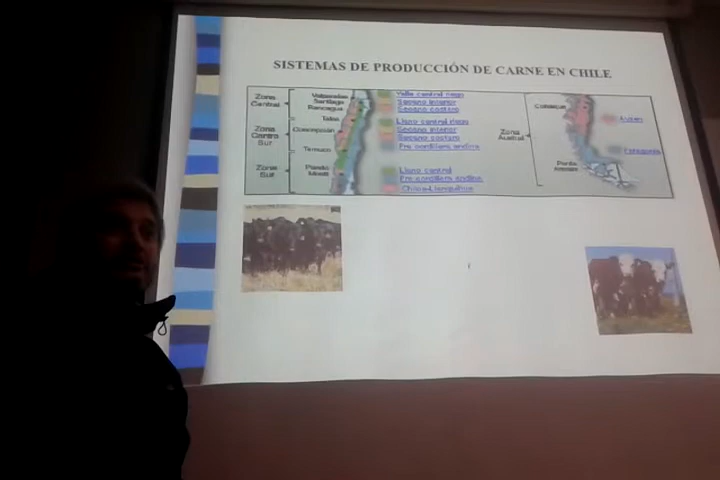 SISTEMAS DE PRODUCCIÓN DE CARNE EN CHILE
Zona
Central
Valparaíso
Santiago
Rancagua
Valle central riego
Secano interior
Secano costero
Zona
Centro
Sur
Talca
Concepción
Temuco
Llano central riego
Secano interior
Secano costero
Pre cordillera andina
Zona
Sur
Puerto
Montt
Llano central
Pre cordillera andina
Chiloé-Llanquihue
Zona
Austral
Coihaique
Punta
Arenas
Aysén
Patagonia